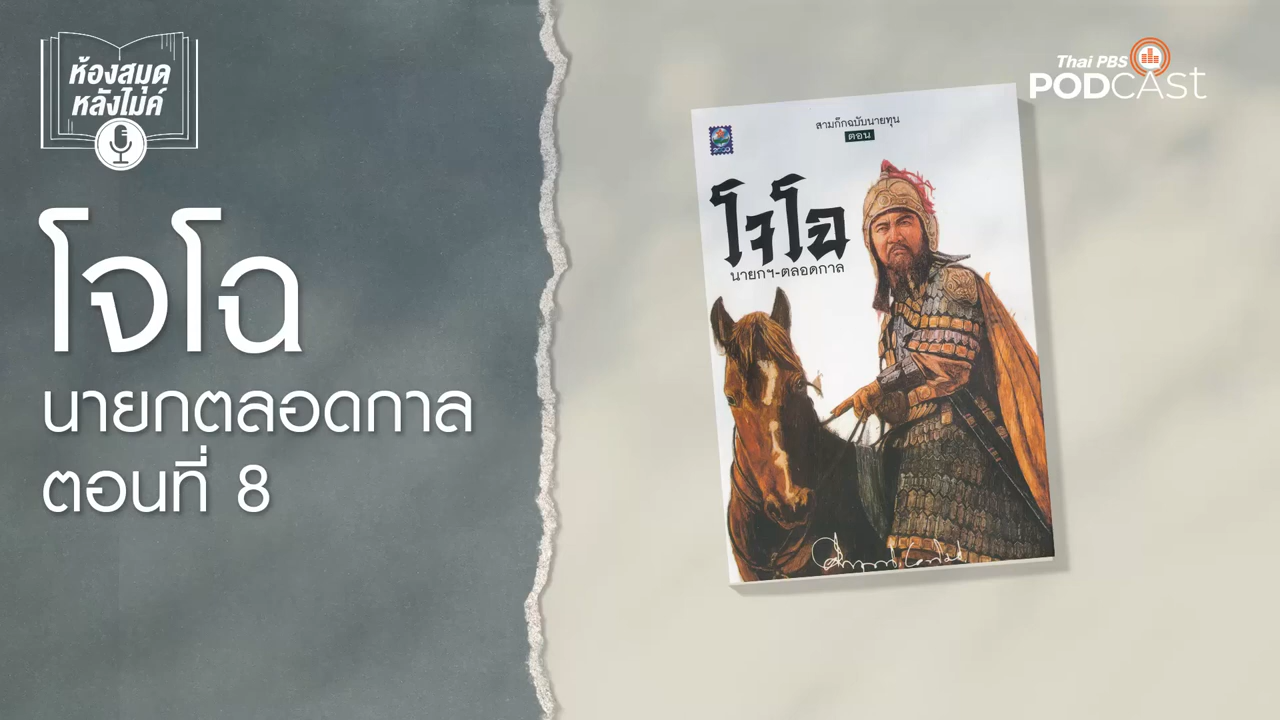 ห้องสมุด
หลังไมค์
โจโฉ
นายกตลอดกาล
ตอนที่ 8
Thai PBS
PODCAST
สามก๊กฉบับนายทุน
ตอน
โจโฉ
นายกฯ-ตลอดกาล